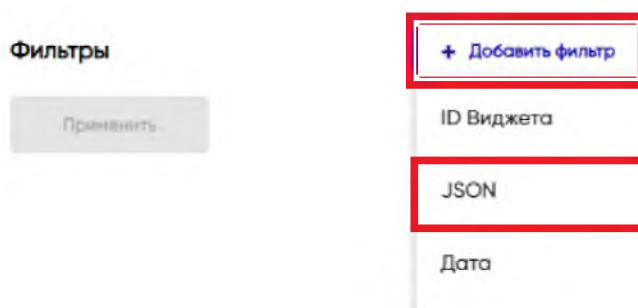 Фильтры
+ Добавить фильтр
Применить
ID Виджета
JSON
Дата